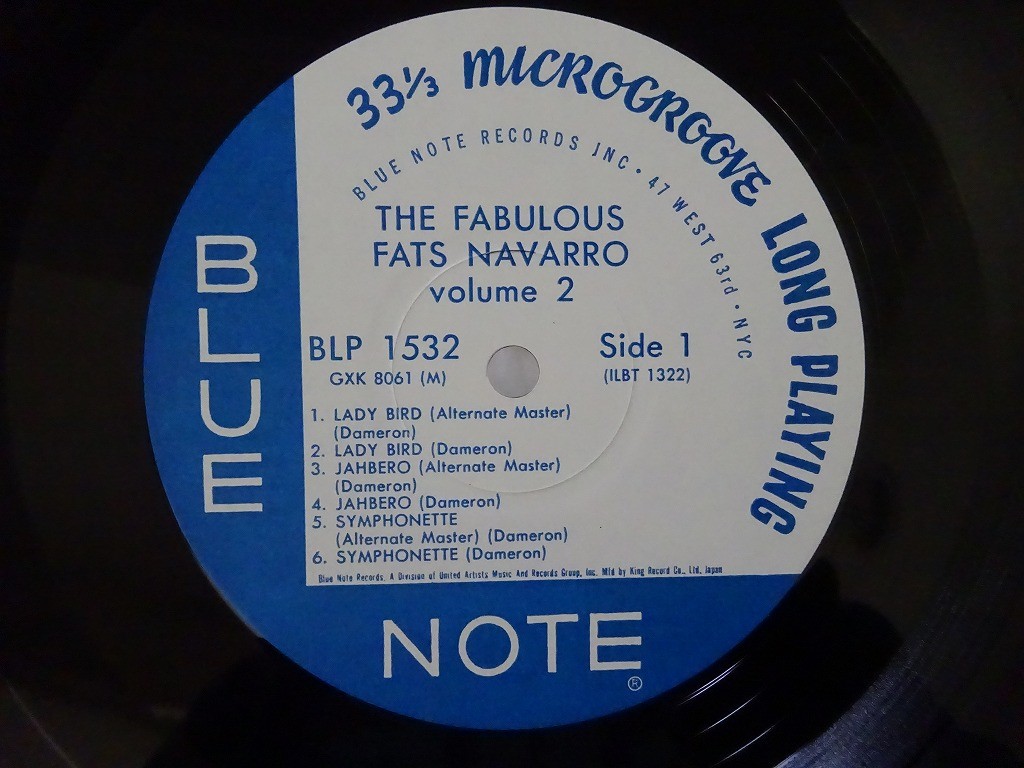 33⅓ MICROGROOVE LONG PLAYING
BLUE NOTE RECORDS INC · 47 WEST 63rd · NYC
THE FABULOUS
FATS NAVARRO
volume 2
BLP 1532
GXK 8061 (M)
Side 1
(ILBT 1322)
1. LADY BIRD (Alternate Master)
(Dameron)
2. LADY BIRD (Dameron)
3. JAHBERO (Alternate Master)
(Dameron)
4. JAHBERO (Dameron)
5. SYMPHONETTE
(Alternate Master) (Dameron)
6. SYMPHONETTE (Dameron)
Blue Note Records, A Division of United Artists Music And Records Group, Inc. Mfd by King Record Co., Ltd. Japan
BLUE
NOTE
®